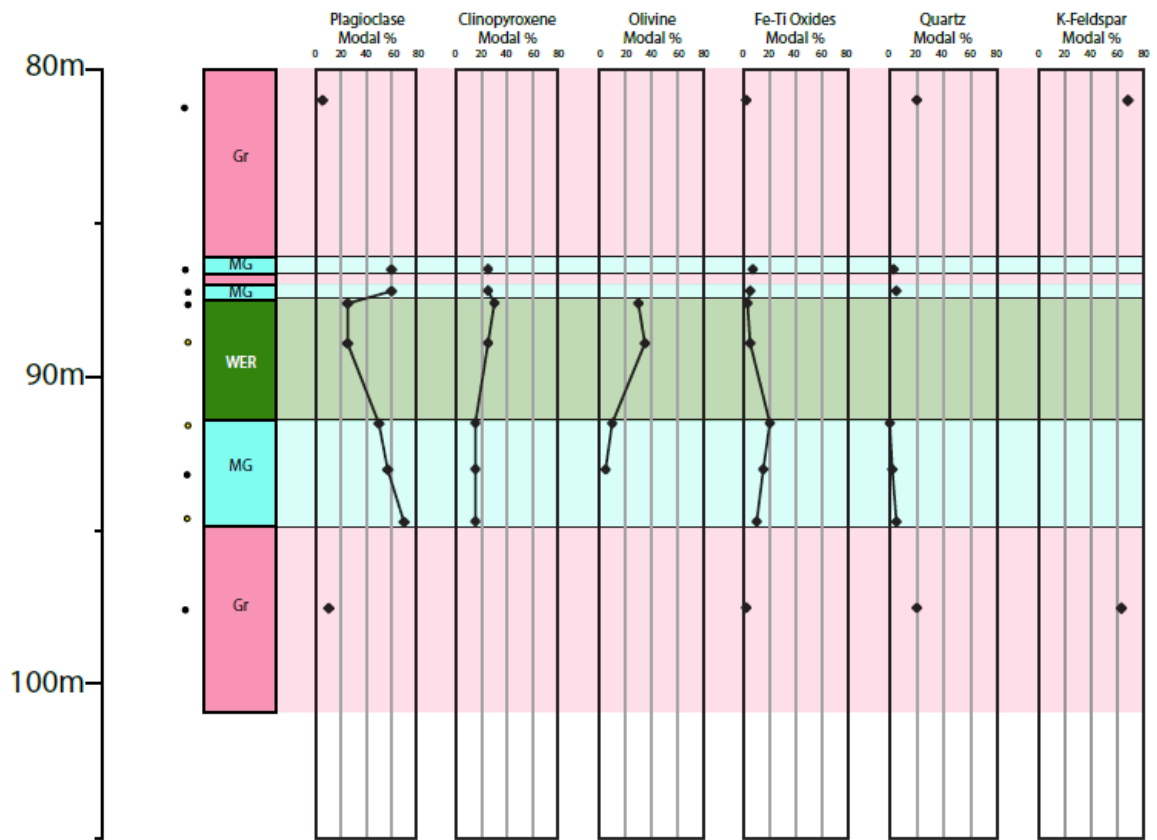 Plagioclase Clinopyroxene Olivine Fe-Ti Oxides Quartz K-Feldspar
Modal % Modal % Modal % Modal % Modal % Modal %
0 20 40 60 80 0 20 40 60 80 0 20 40 60 80 0 20 40 60 80 0 20 40 60 80 0 20 40 60 80
80m
Gr
MG
MG
WER
90m
MG
Gr
100m